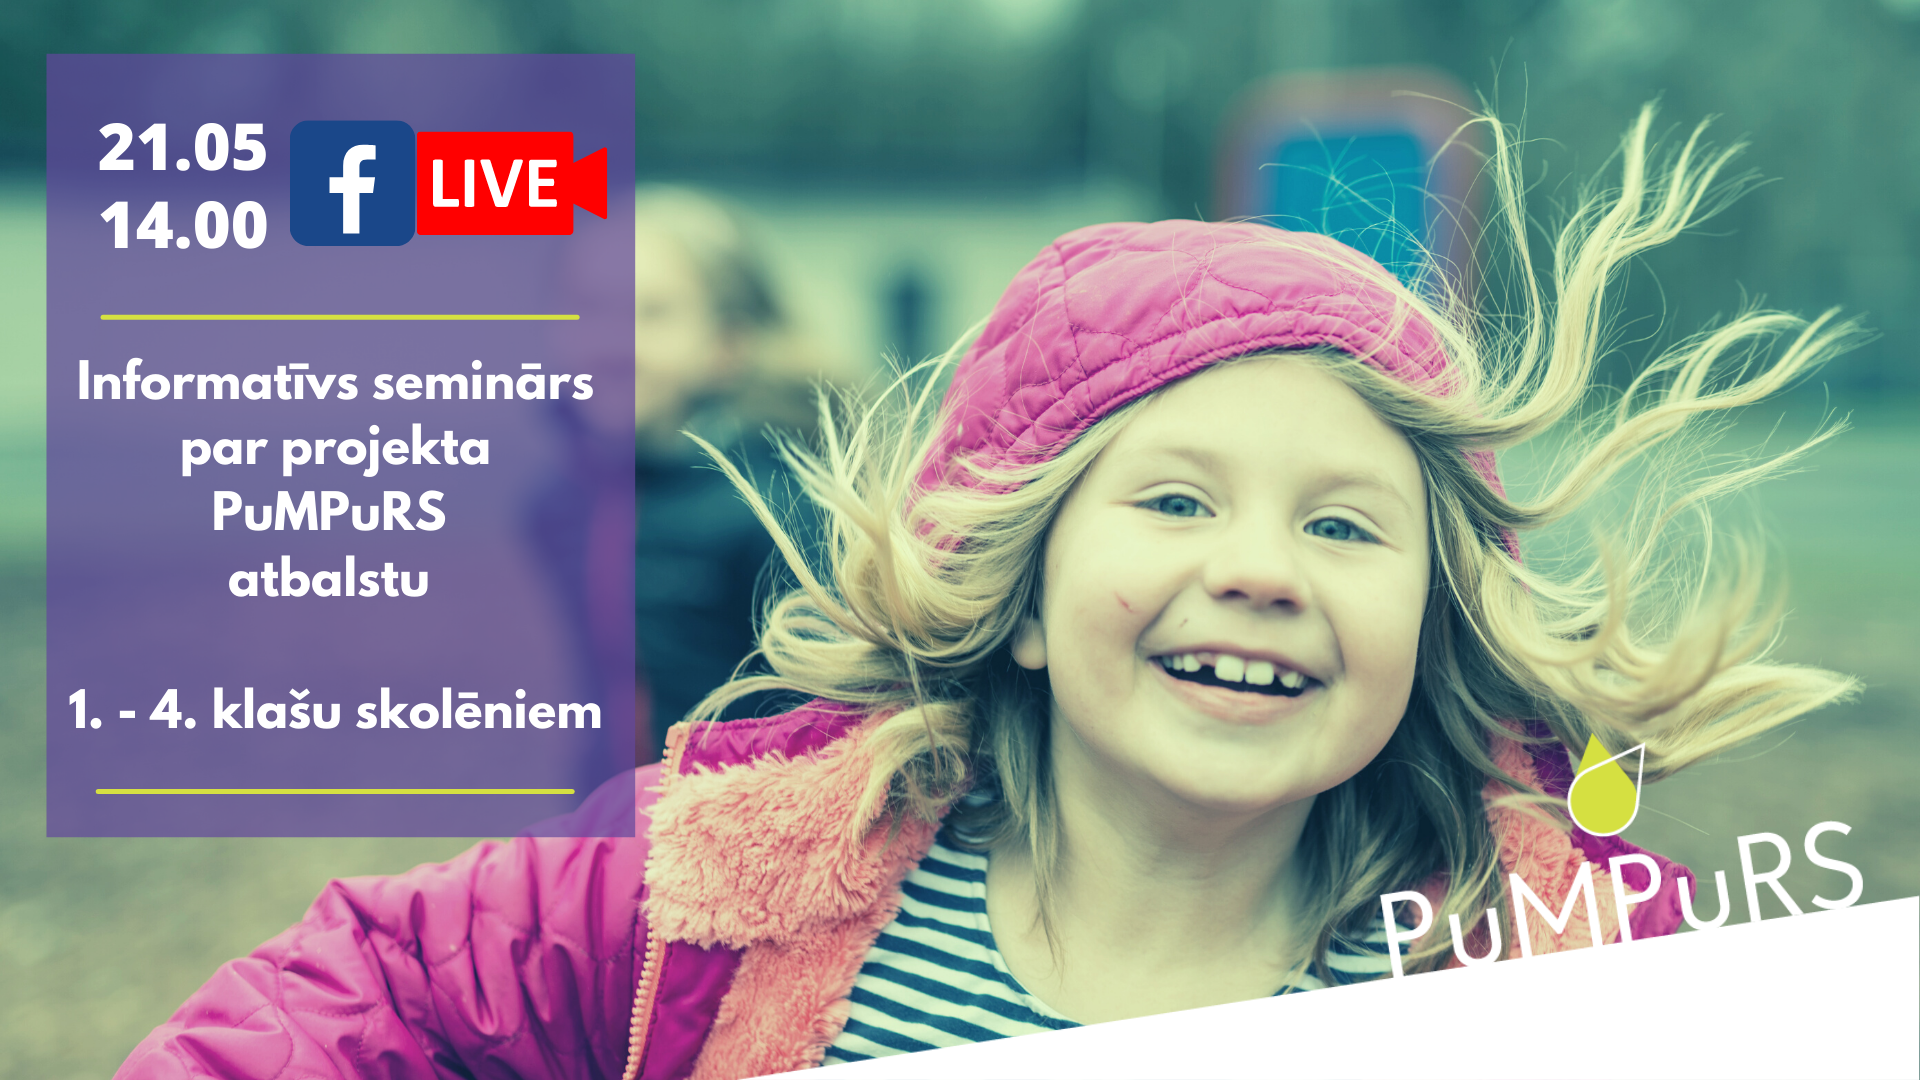 21.05
14.00
f
LIVE
Informatīvs seminārs
par projekta
PuMPuRS
atbalstu
1. - 4. klašu skolēniem
PuMPuRS